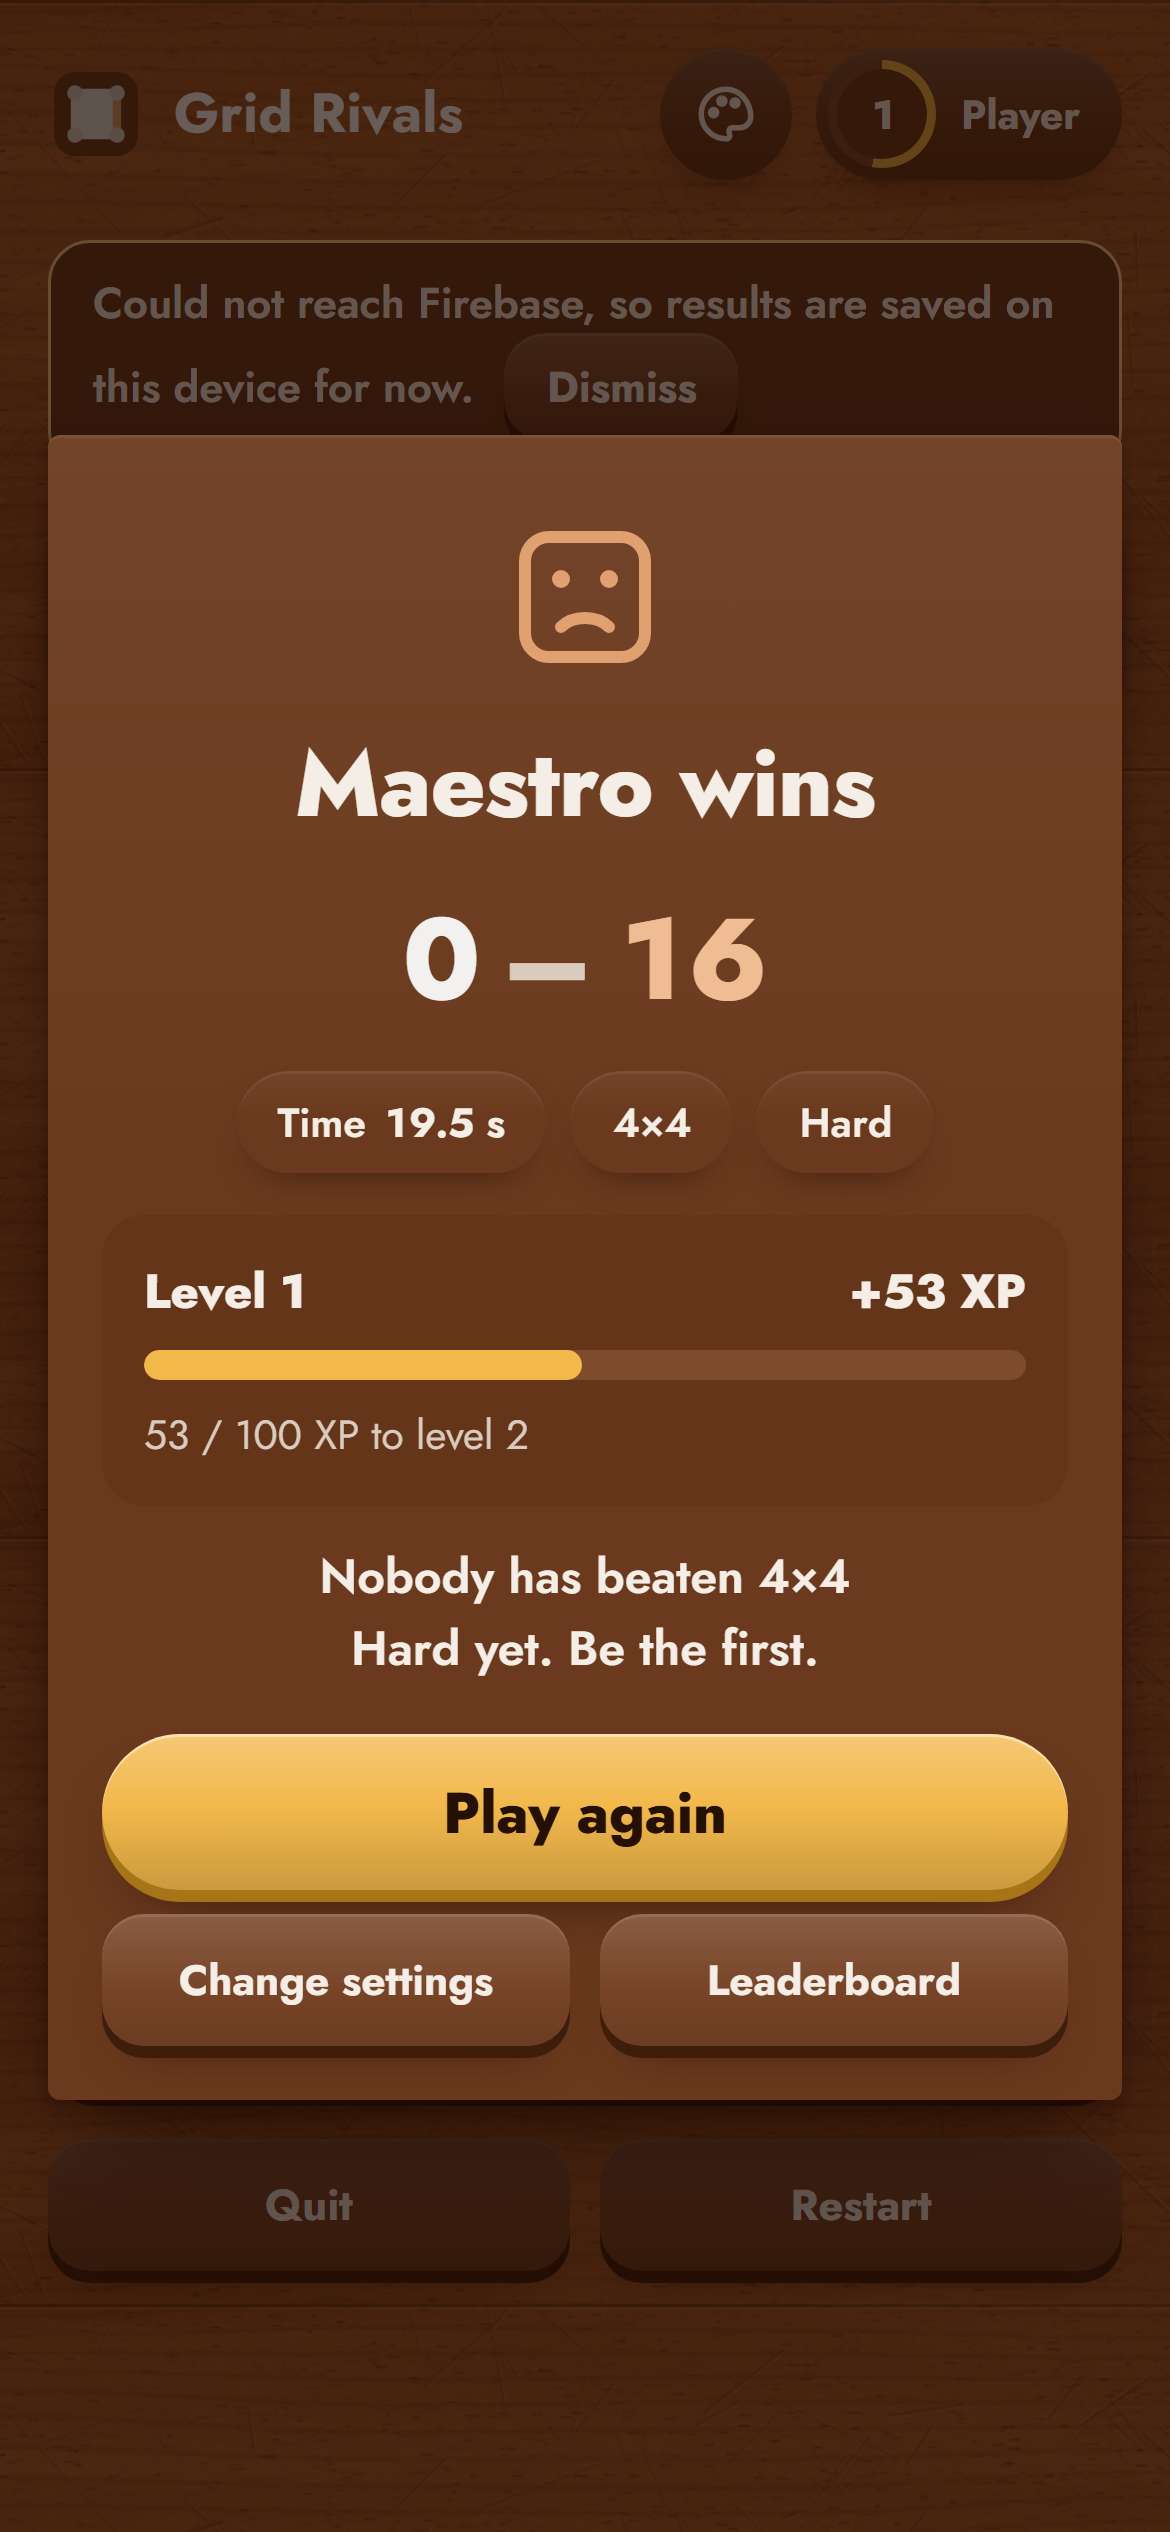 Grid Rivals
1 Player
Could not reach Firebase, so results are saved on
this device for now. Dismiss
Maestro wins
0 – 16
Time 19.5 s 4×4 Hard
Level 1 +53 XP
53 / 100 XP to level 2
Nobody has beaten 4×4
Hard yet. Be the first.
Play again
Change settings Leaderboard
Quit Restart